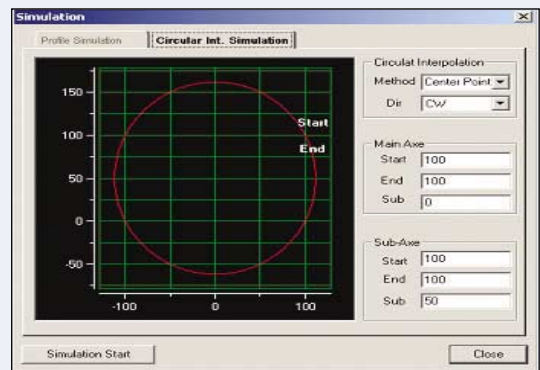 Simulation
Profile Simulation
Circular Int. Simulation
150
100
50
0
-50
-100
0
100
Start
End
Circulat Interpolation
Method Center Point
Dir CW
Main Axe
Start 100
End 100
Sub 0
Sub-Axe
Start 100
End 100
Sub 50
Simulation Start
Close